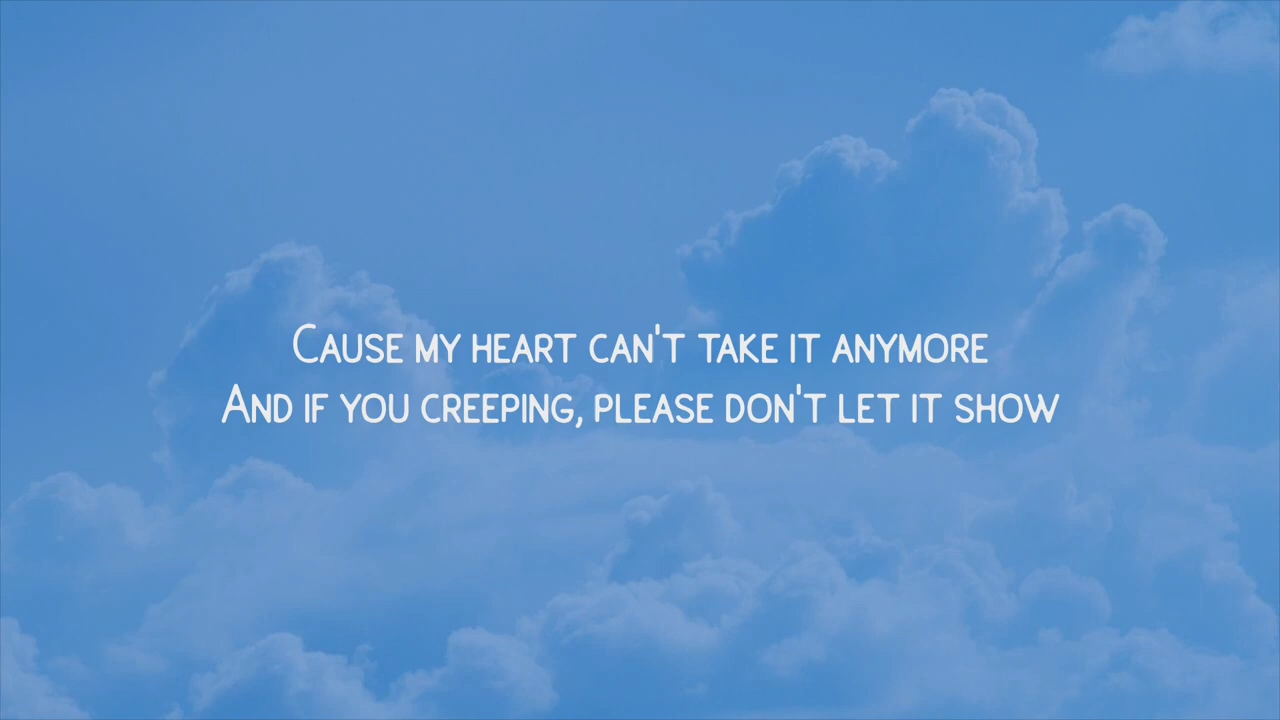 Cause my heart can't take it anymore
And if you creeping, please don't let it show